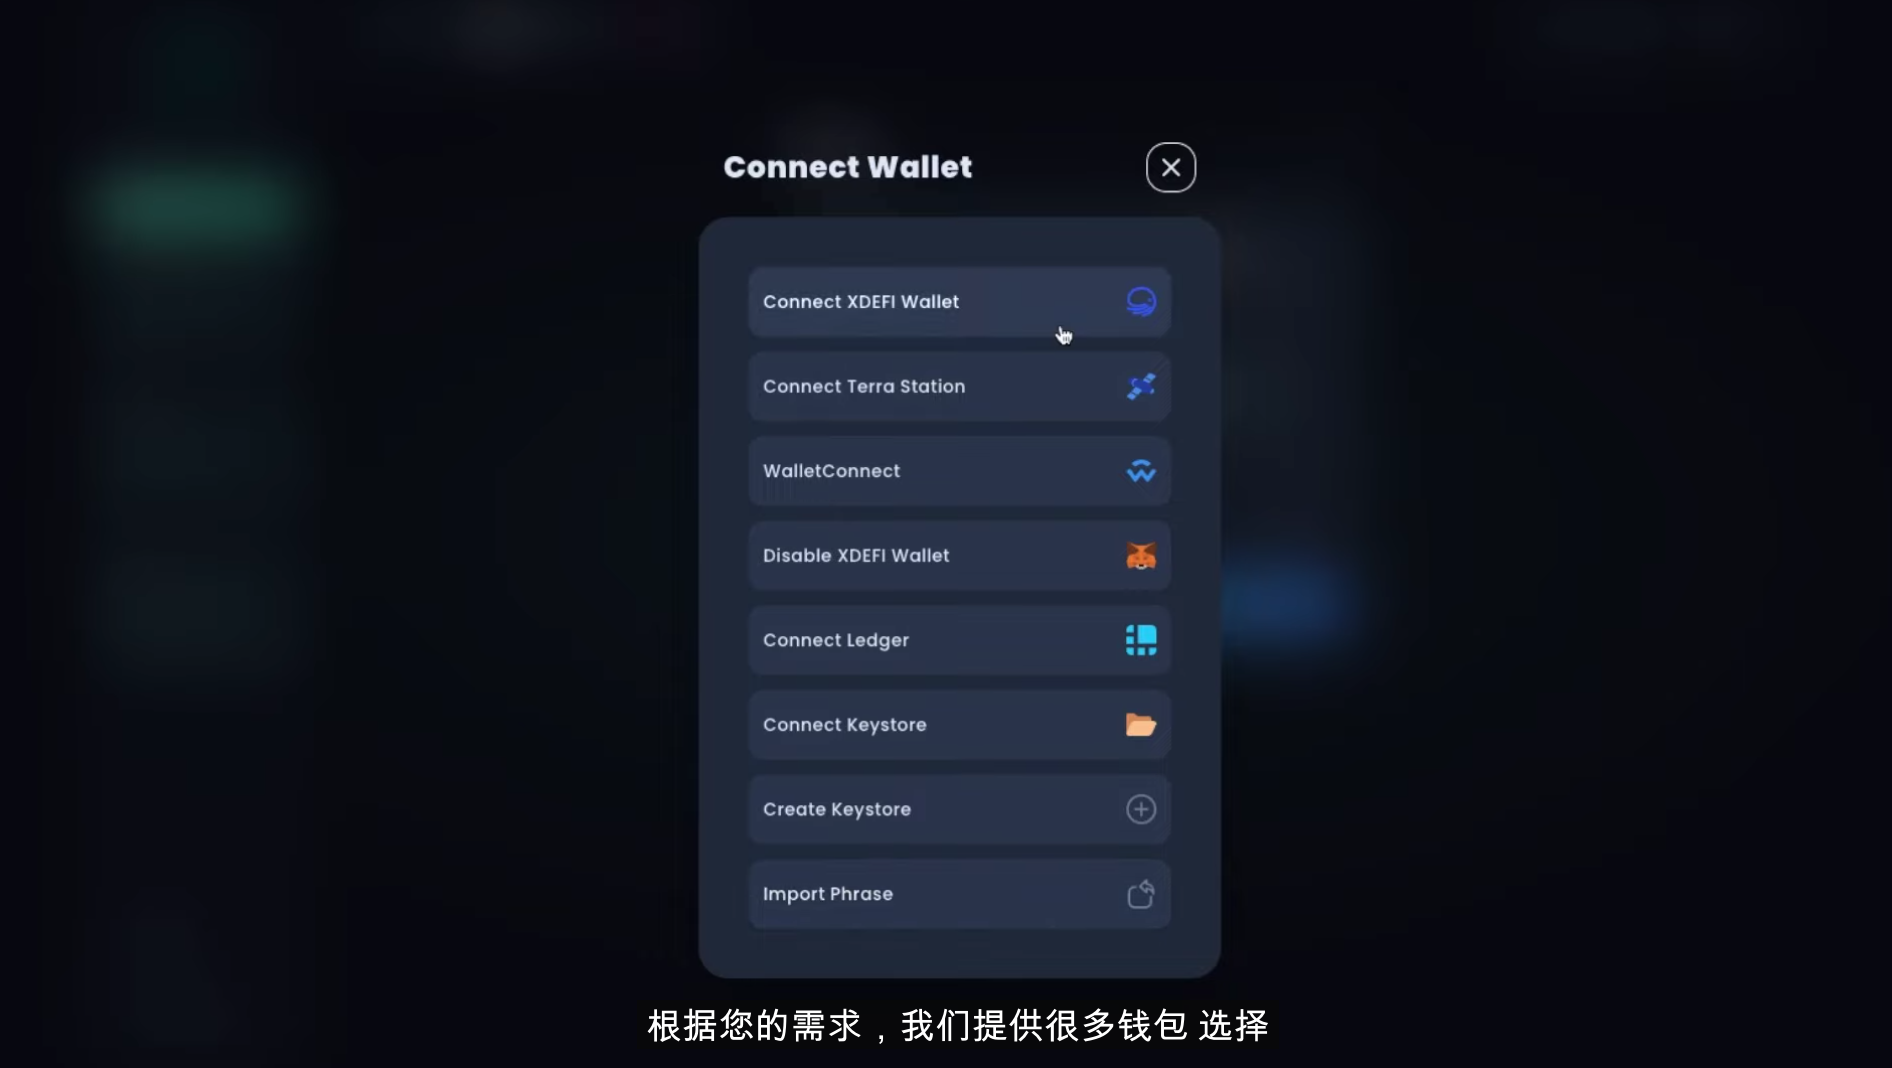 Connect Wallet
Connect XDEFI Wallet
Connect Terra Station
WalletConnect
Disable XDEFI Wallet
Connect Ledger
Connect Keystore
Create Keystore
Import Phrase
根据您的需求，我们提供很多钱包 选择